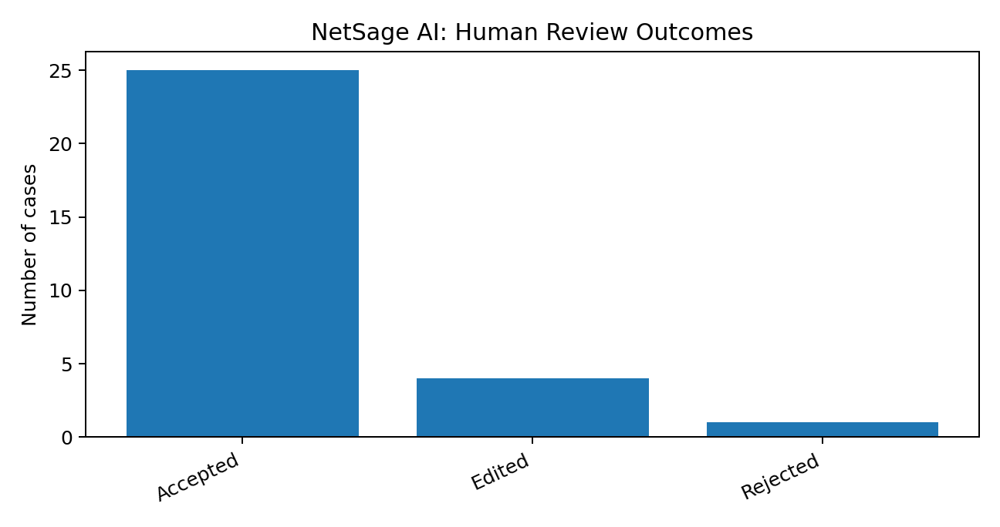 NetSage AI: Human Review Outcomes
Number of cases
25
20
15
10
5
0
Accepted
Edited
Rejected